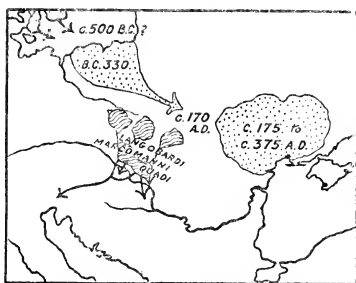 c.500 B.C.?
B.C.330.
c.170
A.D.
C.175. to
c.375. A.D.
LANGOBARDI
MARCOMANNI
QUADI